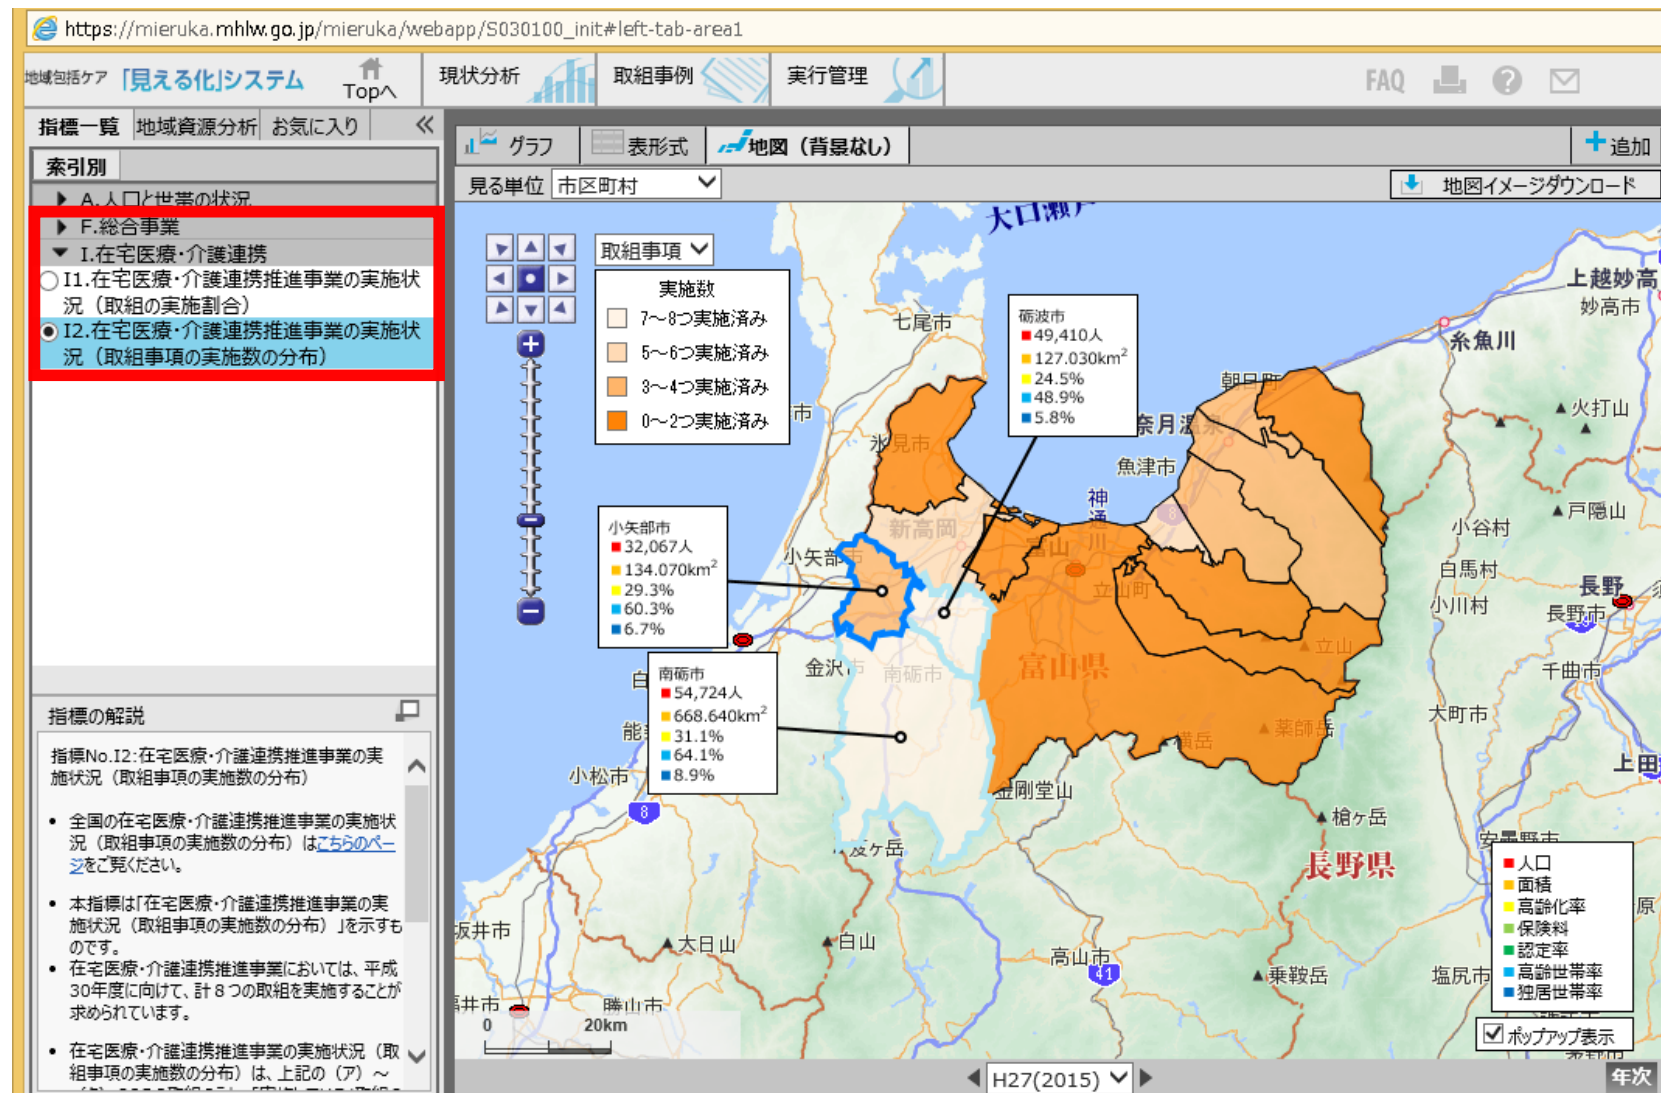 https://mieruka.mhlw.go.jp/mieruka/webapp/S030100_init#left-tab-area1
地域包括ケア 「見える化」システム
Topへ
現状分析
取組事例
実行管理
FAQ
指標一覧
地域資源分析
お気に入り
索引別
A.人口と世帯の状況
F.総合事業
I.在宅医療・介護連携
I1.在宅医療・介護連携推進事業の実施状
況（取組の実施割合）
I2.在宅医療・介護連携推進事業の実施状
況（取組事項の実施数の分布）
指標の解説
指標No.I2:在宅医療・介護連携推進事業の実
施状況（取組事項の実施数の分布）
• 全国の在宅医療・介護連携推進事業の実施状
況（取組事項の実施数の分布）はこちらのペー
ジをご覧ください。
• 本指標は「在宅医療・介護連携推進事業の実
施状況（取組事項の実施数の分布）」を示すも
のです。
• 在宅医療・介護連携推進事業においては、平成
30年度に向けて、計８つの取組を実施することが
求められています。
• 在宅医療・介護連携推進事業の実施状況（取
組事項の実施数の分布）は、上記の（ア）～
グラフ
表形式
地図（背景なし）
追加
見る単位
市区町村
地図イメージダウンロード
取組事項
実施数
7～8つ実施済み
5～6つ実施済み
3～4つ実施済み
0～2つ実施済み
砺波市
49,410人
127.030km²
24.5%
48.9%
5.8%
小矢部市
32,067人
134.070km²
29.3%
60.3%
6.7%
南砺市
54,724人
668.640km²
31.1%
64.1%
8.9%
七尾市
市
氷見市
新高岡
小矢部市
富山
神通川
立山町
魚津市
朝日町
糸魚川
上越妙高
妙高市
火打山
戸隠山
小谷村
白馬村
小川村
長野
長野市
千曲市
大町市
上田
立山
薬師岳
富山県
南砺市
金沢市
小松市
金剛堂山
槍ヶ岳
安曇野市
長野県
8
8
大日山
白山
高山市
41
乗鞍岳
塩尻市
坂井市
勝山市
0
20km
人口
面積
高齢化率
保険料
認定率
高齢世帯率
独居世帯率
ポップアップ表示
H27(2015)
年次